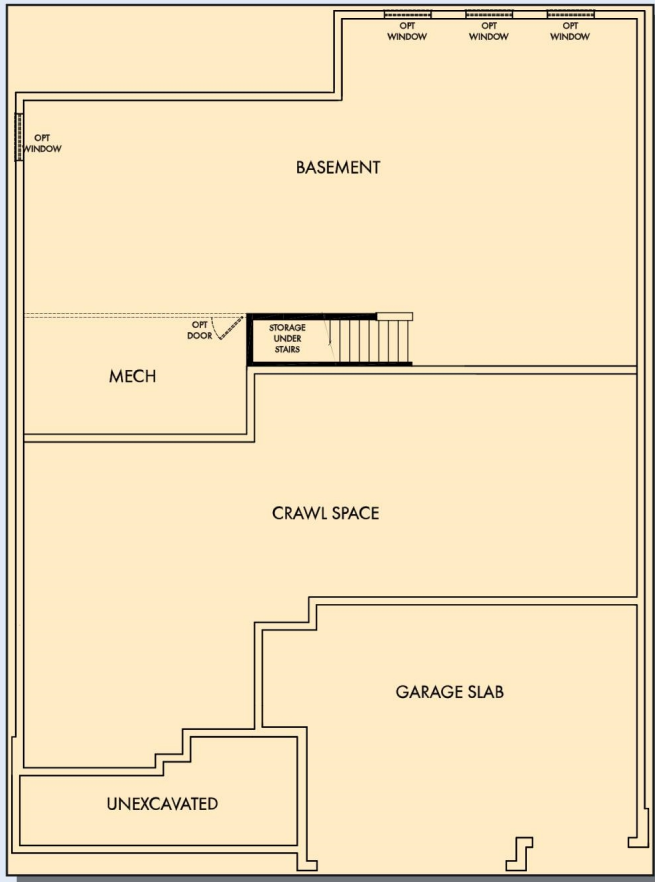 OPT
WINDOW
OPT
WINDOW
OPT
WINDOW
OPT
WINDOW
BASEMENT
OPT
DOOR
STORAGE
UNDER
STAIRS
MECH
CRAWL SPACE
GARAGE SLAB
UNEXCAVATED